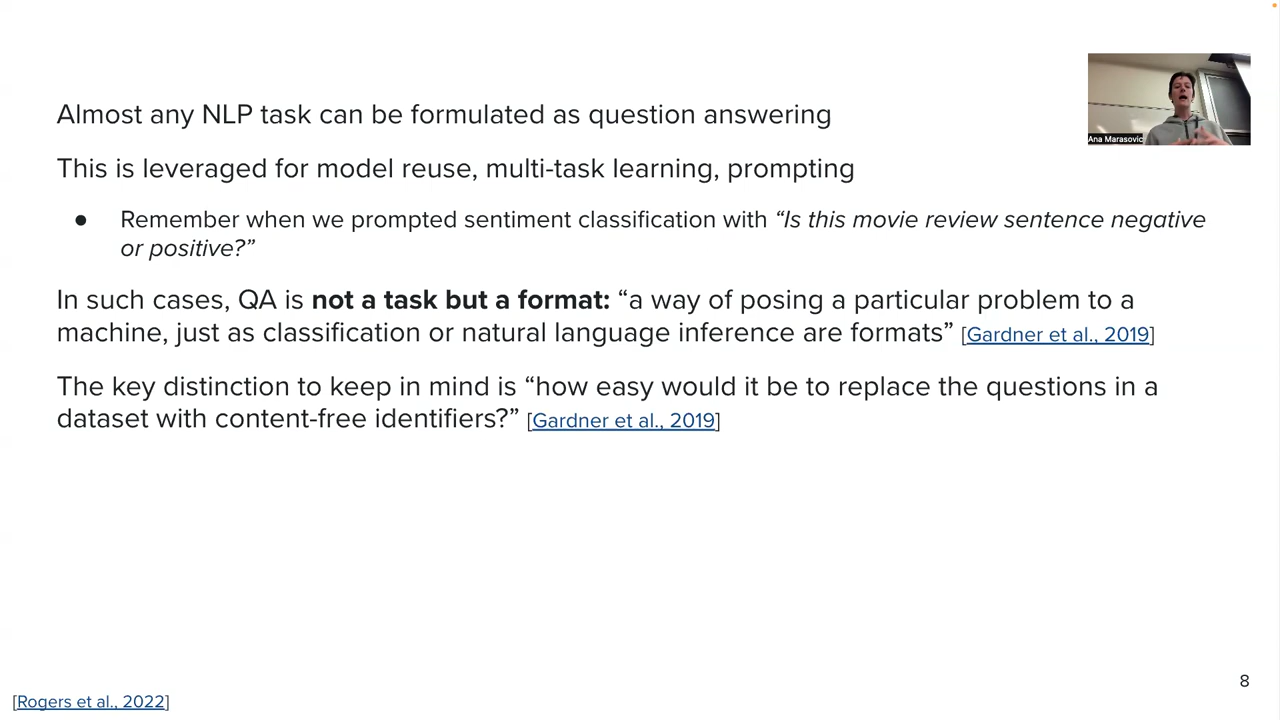 Almost any NLP task can be formulated as question answering
Ana Marasovic
This is leveraged for model reuse, multi-task learning, prompting
● Remember when we prompted sentiment classification with “Is this movie review sentence negative
or positive?”
In such cases, QA is not a task but a format: “a way of posing a particular problem to a
machine, just as classification or natural language inference are formats” [Gardner et al., 2019]
The key distinction to keep in mind is “how easy would it be to replace the questions in a
dataset with content-free identifiers?” [Gardner et al., 2019]
8
[Rogers et al., 2022]